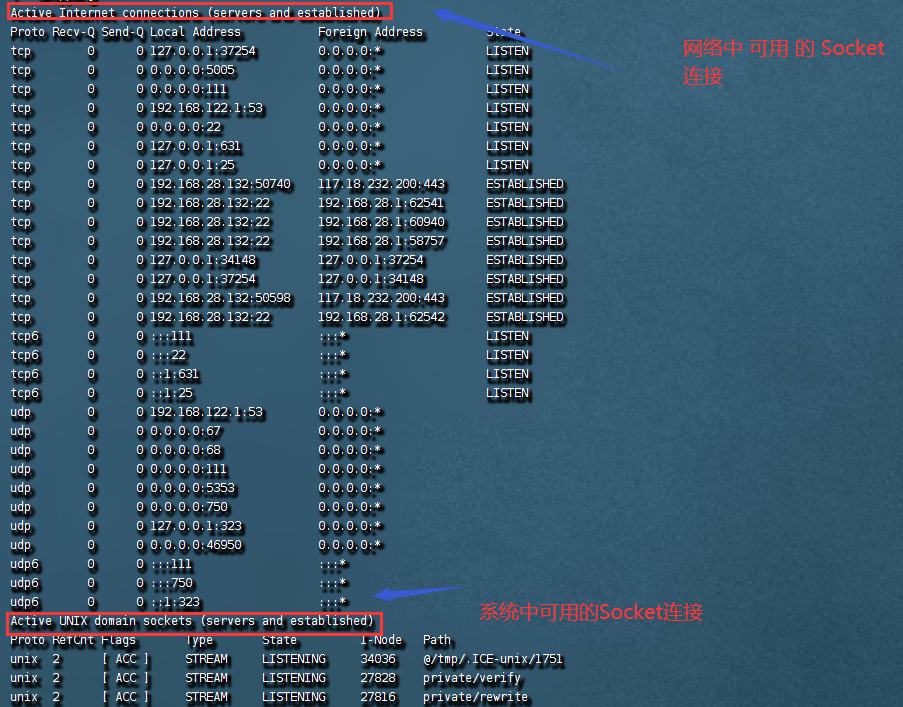 Active Internet connections (servers and established)
Proto Recv-Q Send-Q Local Address Foreign Address State
网络中 可用 的 Socket
连接
tcp 0 0 127.0.0.1:37254 0.0.0.0:* LISTEN
tcp 0 0 0.0.0.0:5005 0.0.0.0:* LISTEN
tcp 0 0 0.0.0.0:111 0.0.0.0:* LISTEN
tcp 0 0 192.168.122.1:53 0.0.0.0:* LISTEN
tcp 0 0 0.0.0.0:22 0.0.0.0:* LISTEN
tcp 0 0 127.0.0.1:631 0.0.0.0:* LISTEN
tcp 0 0 127.0.0.1:25 0.0.0.0:* LISTEN
tcp 0 0 192.168.28.132:50740 117.18.232.200:443 ESTABLISHED
tcp 0 0 192.168.28.132:22 192.168.28.1:62541 ESTABLISHED
tcp 0 0 192.168.28.132:22 192.168.28.1:60940 ESTABLISHED
tcp 0 0 192.168.28.132:22 192.168.28.1:58757 ESTABLISHED
tcp 0 0 127.0.0.1:34148 127.0.0.1:37254 ESTABLISHED
tcp 0 0 127.0.0.1:37254 127.0.0.1:34148 ESTABLISHED
tcp 0 0 192.168.28.132:50598 117.18.232.200:443 ESTABLISHED
tcp 0 0 192.168.28.132:22 192.168.28.1:62542 ESTABLISHED
tcp6 0 0 :::111 :::* LISTEN
tcp6 0 0 :::22 :::* LISTEN
tcp6 0 0 ::1:631 :::* LISTEN
tcp6 0 0 ::1:25 :::* LISTEN
udp 0 0 192.168.122.1:53 0.0.0.0:*
udp 0 0 0.0.0.0:67 0.0.0.0:*
udp 0 0 0.0.0.0:68 0.0.0.0:*
udp 0 0 0.0.0.0:111 0.0.0.0:*
udp 0 0 0.0.0.0:5353 0.0.0.0:*
udp 0 0 0.0.0.0:750 0.0.0.0:*
udp 0 0 127.0.0.1:323 0.0.0.0:*
udp 0 0 0.0.0.0:46950 0.0.0.0:*
udp6 0 0 :::111 :::*
udp6 0 0 :::750 :::*
udp6 0 0 ::1:323 :::*
系统中可用的Socket连接
Active UNIX domain sockets (servers and established)
Proto RefCnt Flags Type State I-Node Path
unix 2 [ ACC ] STREAM LISTENING 34036 @/tmp/.ICE-unix/1751
unix 2 [ ACC ] STREAM LISTENING 27828 private/verify
unix 2 [ ACC ] STREAM LISTENING 27816 private/rewrite